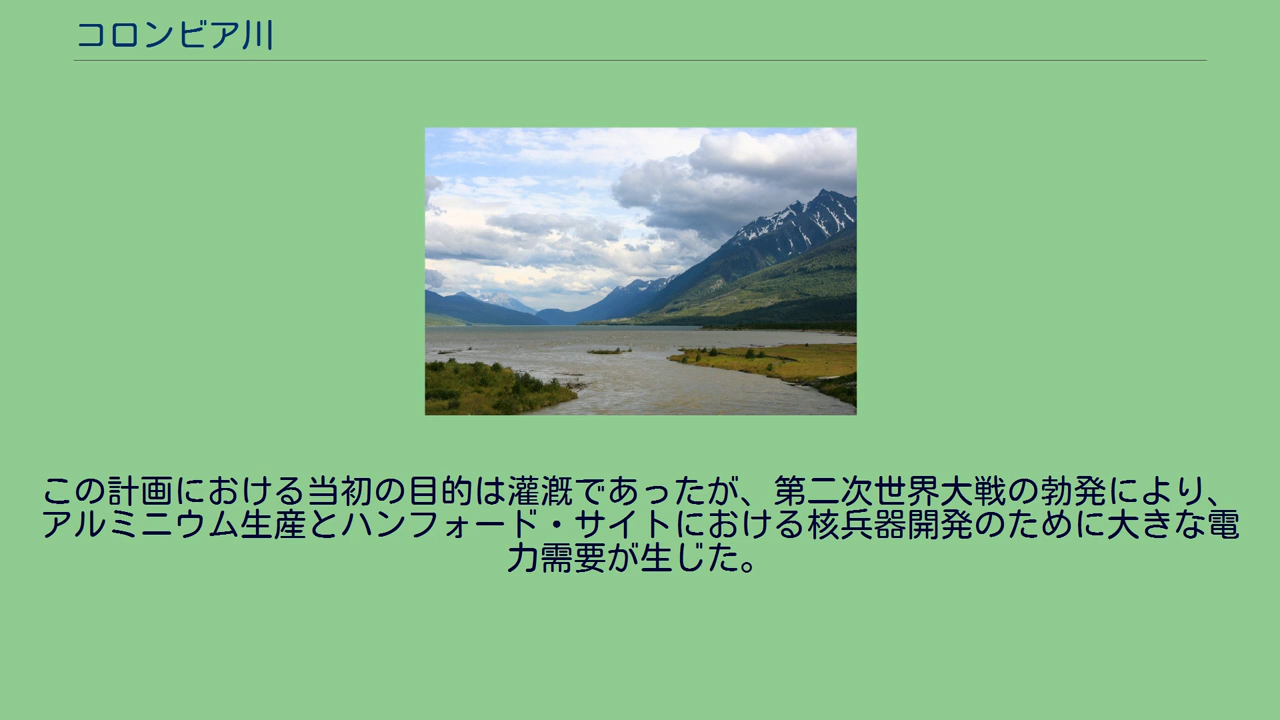 コロンビア川
この計画における当初の目的は灌漑であったが、第二次世界大戦の勃発により、
アルミニウム生産とハンフォード・サイトにおける核兵器開発のために大きな電
力需要が生じた。